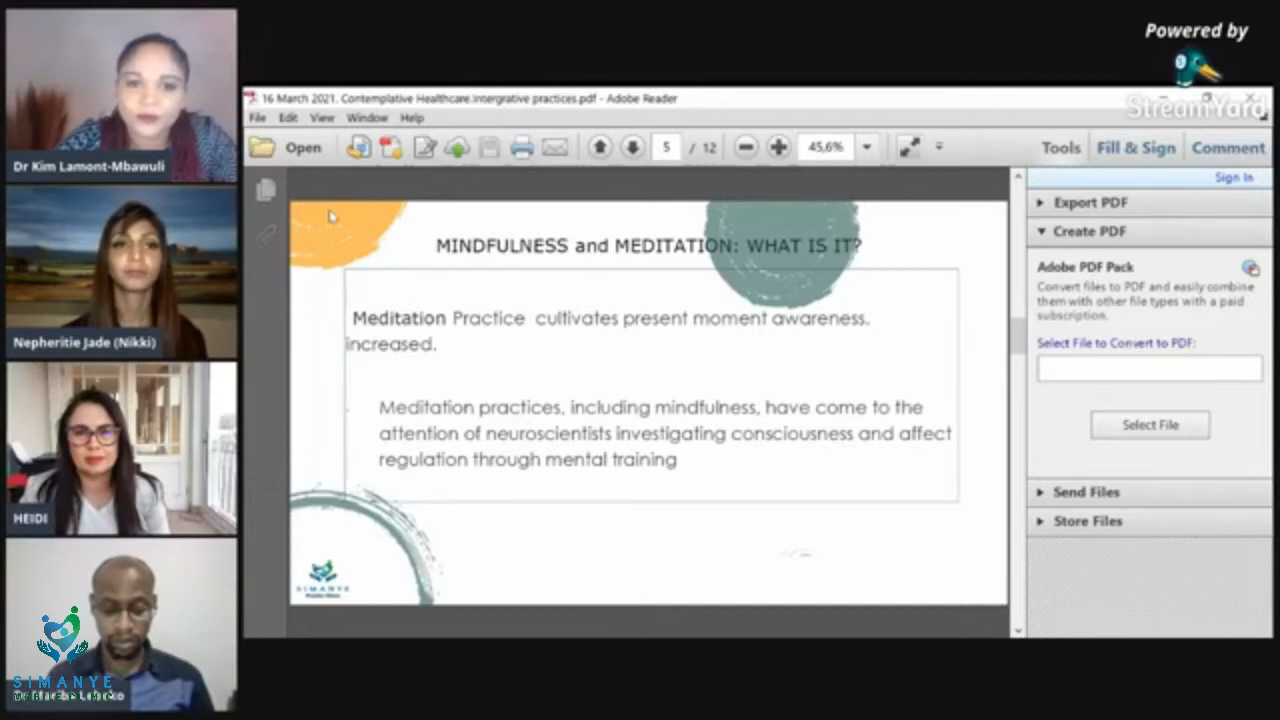 Powered by
StreamYard
Dr Kim Lamont-Mbawuli
Nepheritie Jade (Nikki)
HEIDI
SIMANYE
MOBILE CLINIC
16 March 2021. Contemplative Healthcare.Intergrative practices.pdf - Adobe Reader
File Edit View Window Help
Open 5 / 12 45,6% Tools Fill & Sign Comment
Sign In
Export PDF
Create PDF
Adobe PDF Pack
Convert files to PDF and easily combine
them with other file types with a paid
subscription.
Select File to Convert to PDF:
Select File
Send Files
Store Files
MINDFULNESS and MEDITATION: WHAT IS IT?
Meditation Practice cultivates present moment awareness.
increased.
Meditation practices, including mindfulness, have come to the
attention of neuroscientists investigating consciousness and affect
regulation through mental training
SIMANYE